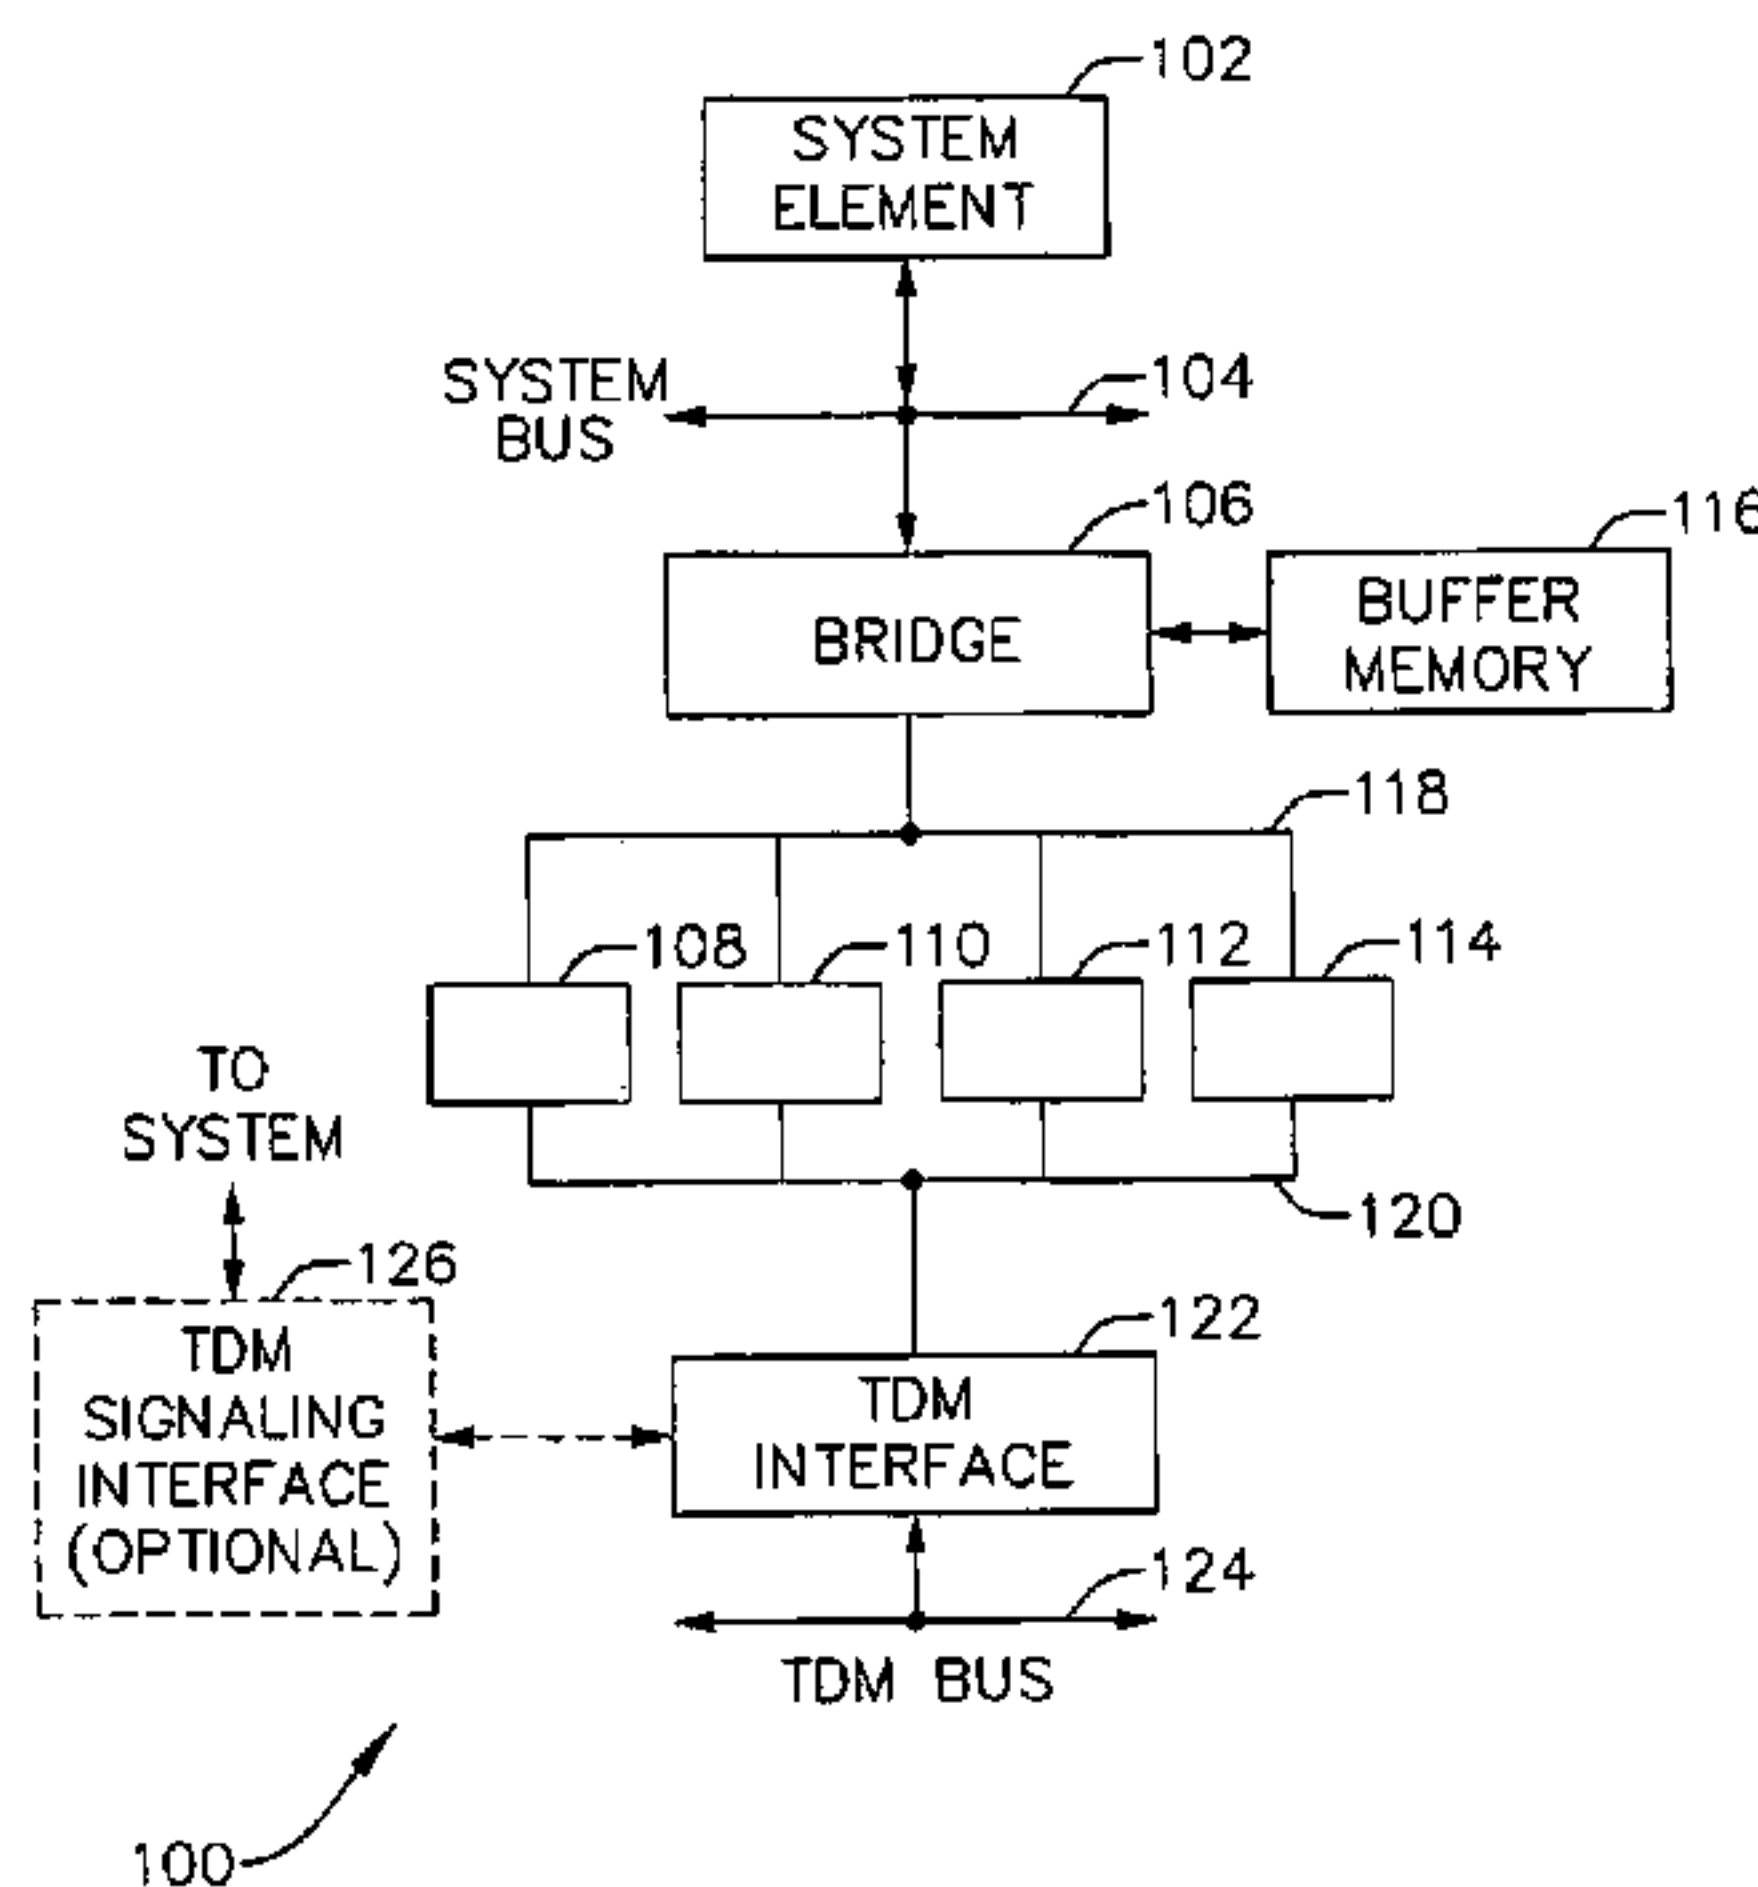 102
SYSTEM
ELEMENT
SYSTEM
BUS
104
106
116
BRIDGE
BUFFER
MEMORY
118
108
110
112
114
TO
SYSTEM
120
126
122
TDM
SIGNALING
INTERFACE
(OPTIONAL)
TDM
INTERFACE
124
TDM BUS
100